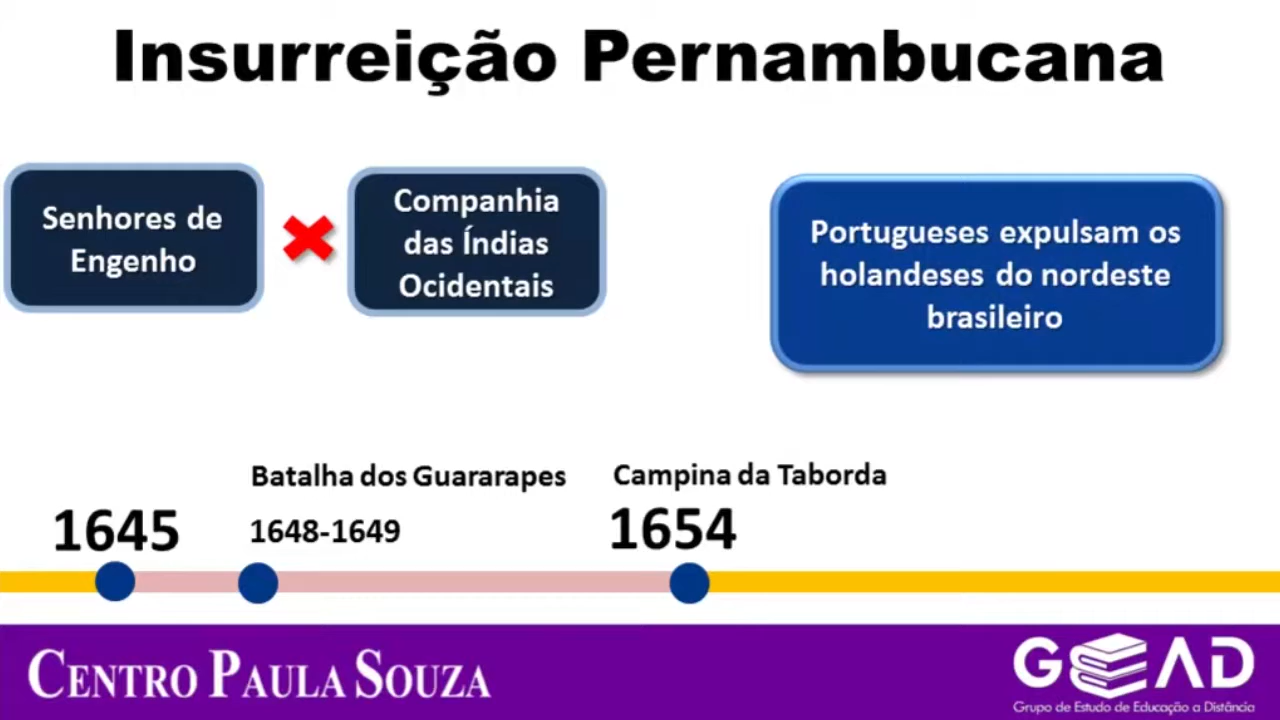 Insurreição Pernambucana
Senhores de
Engenho
Companhia
das Índias
Ocidentais
Portugueses expulsam os
holandeses do nordeste
brasileiro
Batalha dos Guararapes
Campina da Taborda
1645
1648-1649
1654
CENTRO PAULA SOUZA
GEAD
Grupo de Estudo de Educação a Distância